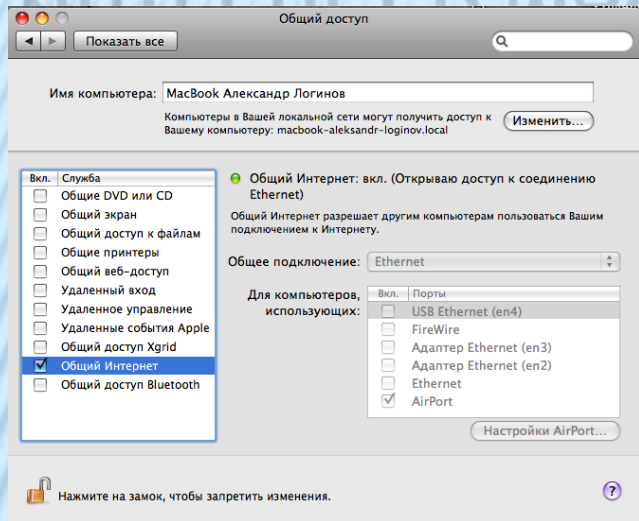 Общий доступ
Показать все
Имя компьютера: MacBook Александр Логинов
Компьютеры в Вашей локальной сети могут получить доступ к
Вашему компьютеру: macbook-aleksandr-loginov.local
Изменить...
Вкл. Служба
Общие DVD или CD
Общий экран
Общий доступ к файлам
Общие принтеры
Общий веб-доступ
Удаленный вход
Удаленное управление
Удаленные события Apple
Общий доступ Xgrid
Общий Интернет
Общий доступ Bluetooth
Общий Интернет: вкл. (Открываю доступ к соединению
Ethernet)
Общий Интернет разрешает другим компьютерам пользоваться Вашим
подключением к Интернету.
Общее подключение: Ethernet
Для компьютеров,
использующих:
Вкл. Порты
USB Ethernet (en4)
FireWire
Адаптер Ethernet (en3)
Адаптер Ethernet (en2)
Ethernet
AirPort
Настройки AirPort...
Нажмите на замок, чтобы запретить изменения.
?